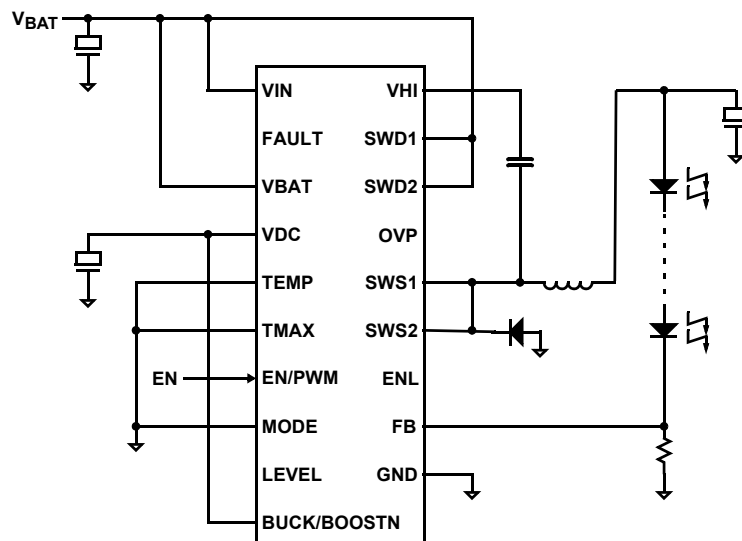 VBAT
VIN VHI
FAULT SWD1
VBAT SWD2
VDC OVP
TEMP SWS1
TMAX SWS2
EN EN/PWM ENL
MODE FB
LEVEL GND
BUCK/BOOSTN